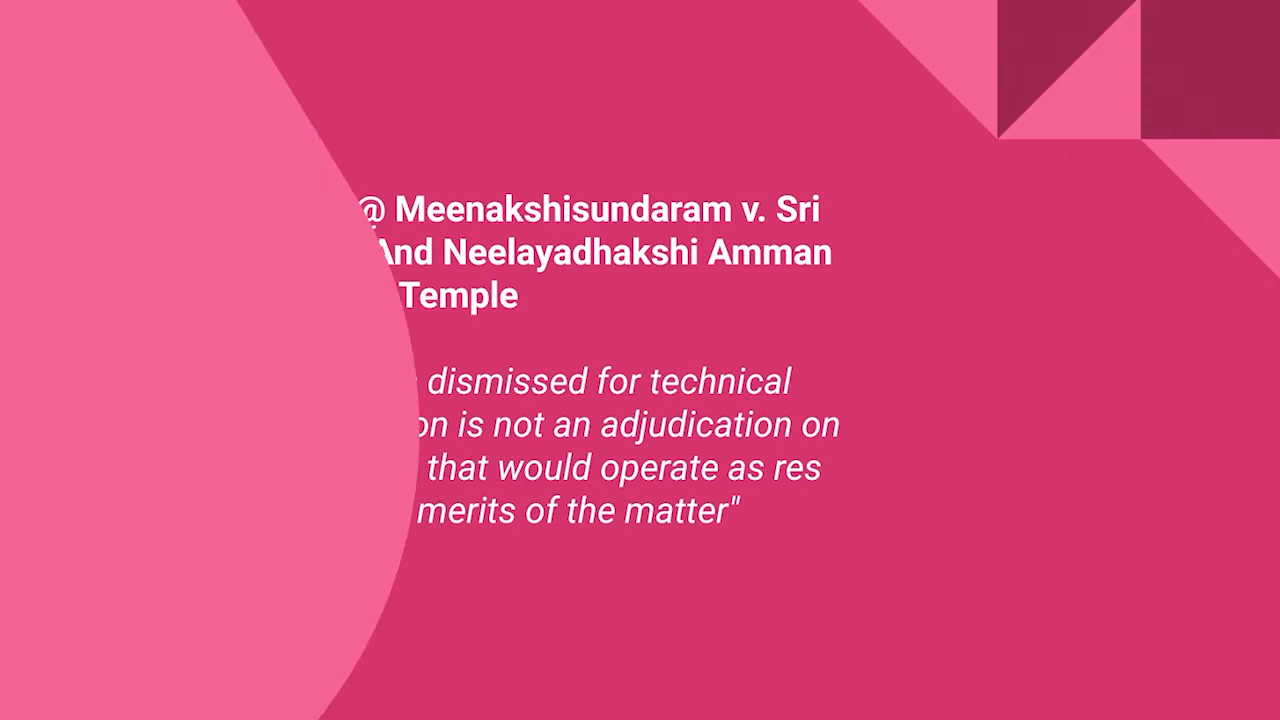 @ Meenakshisundaram v. Sri
And Neelayadhakshi Amman
Temple
dismissed for technical
is not an adjudication on
that would operate as res
merits of the matter"